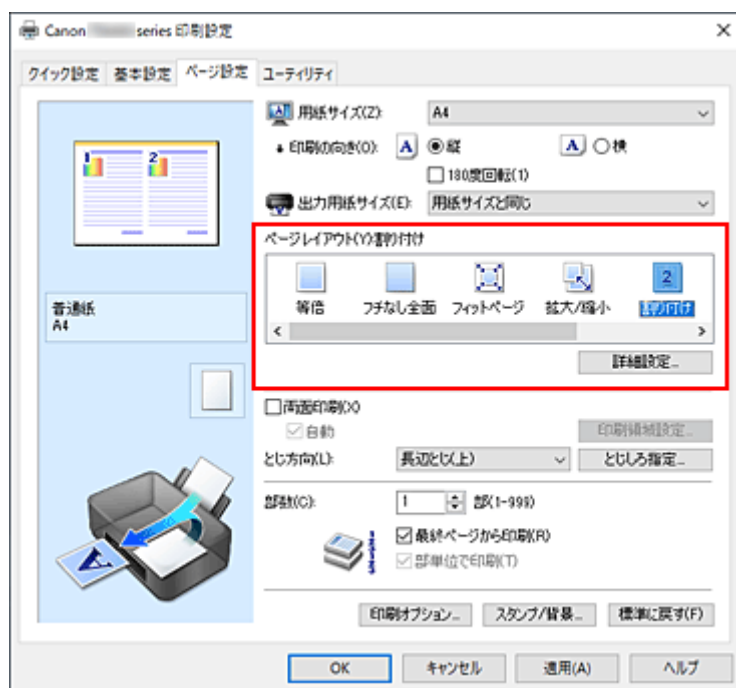 Canon series 印刷設定
クイック設定 基本設定 ページ設定 ユーティリティ
1 2
普通紙
A4
用紙サイズ(Z): A4
印刷の向き(O): A 縦 A 横
180度回転(1)
出力用紙サイズ(E): 用紙サイズと同じ
ページレイアウト(Y):割り付け
2
等倍 フチなし全面 フィットページ 拡大/縮小 割り付け
詳細設定...
両面印刷(X)
自動 印刷領域設定...
とじ方向(L): 長辺とじ(上) とじしろ指定...
部数(C): 1 部(1-999)
最終ページから印刷(R)
部単位で印刷(T)
A
印刷オプション... スタンプ/背景... 標準に戻す(F)
OK キャンセル 適用(A) ヘルプ